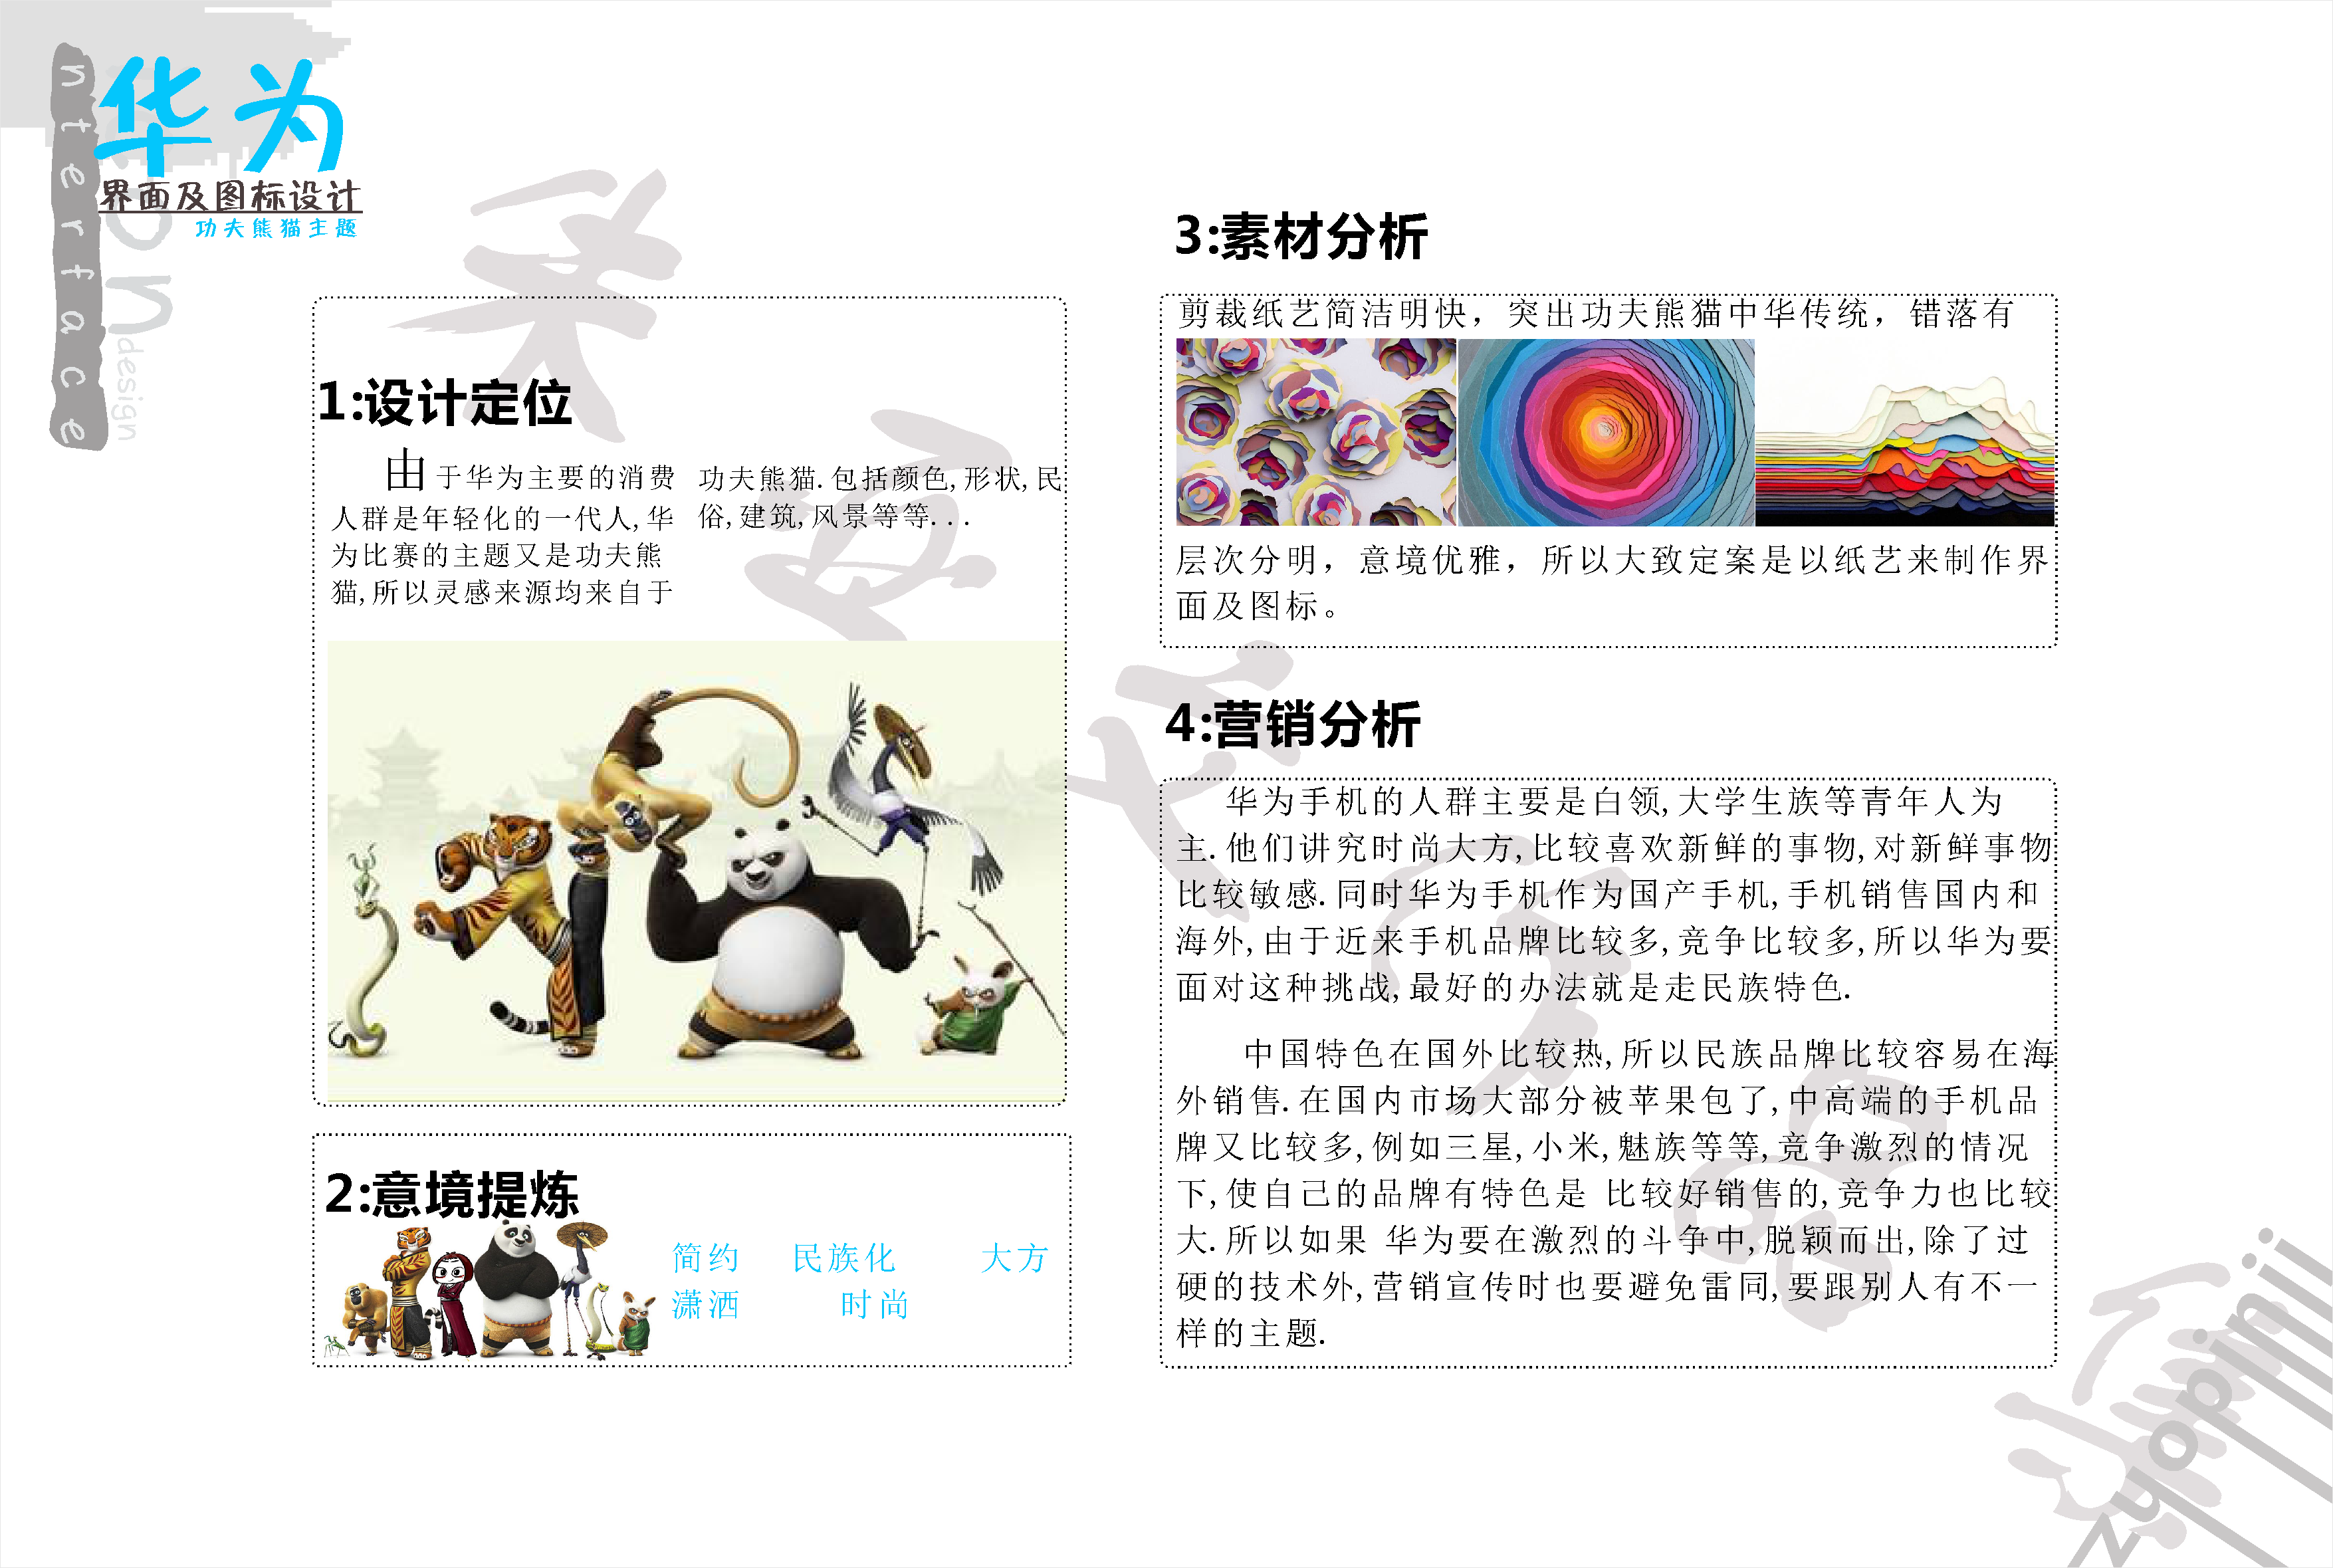 华为
界面及图标设计
功夫熊猫主题
nterface
design
1:设计定位
由于华为主要的消费
人群是年轻化的一代人,华
为比赛的主题又是功夫熊
猫,所以灵感来源均来自于
功夫熊猫.包括颜色,形状,民
俗,建筑,风景等等...
2:意境提炼
简约 民族化 大方
潇洒 时尚
3:素材分析
剪裁纸艺简洁明快，突出功夫熊猫中华传统，错落有
层次分明，意境优雅，所以大致定案是以纸艺来制作界
面及图标。
4:营销分析
华为手机的人群主要是白领,大学生族等青年人为
主.他们讲究时尚大方,比较喜欢新鲜的事物,对新鲜事物
比较敏感.同时华为手机作为国产手机,手机销售国内和
海外,由于近来手机品牌比较多,竞争比较多,所以华为要
面对这种挑战,最好的办法就是走民族特色.
中国特色在国外比较热,所以民族品牌比较容易在海
外销售.在国内市场大部分被苹果包了,中高端的手机品
牌又比较多,例如三星,小米,魅族等等,竞争激烈的情况
下,使自己的品牌有特色是 比较好销售的,竞争力也比较
大.所以如果 华为要在激烈的斗争中,脱颖而出,除了过
硬的技术外,营销宣传时也要避免雷同,要跟别人有不一
样的主题.
zuopinji